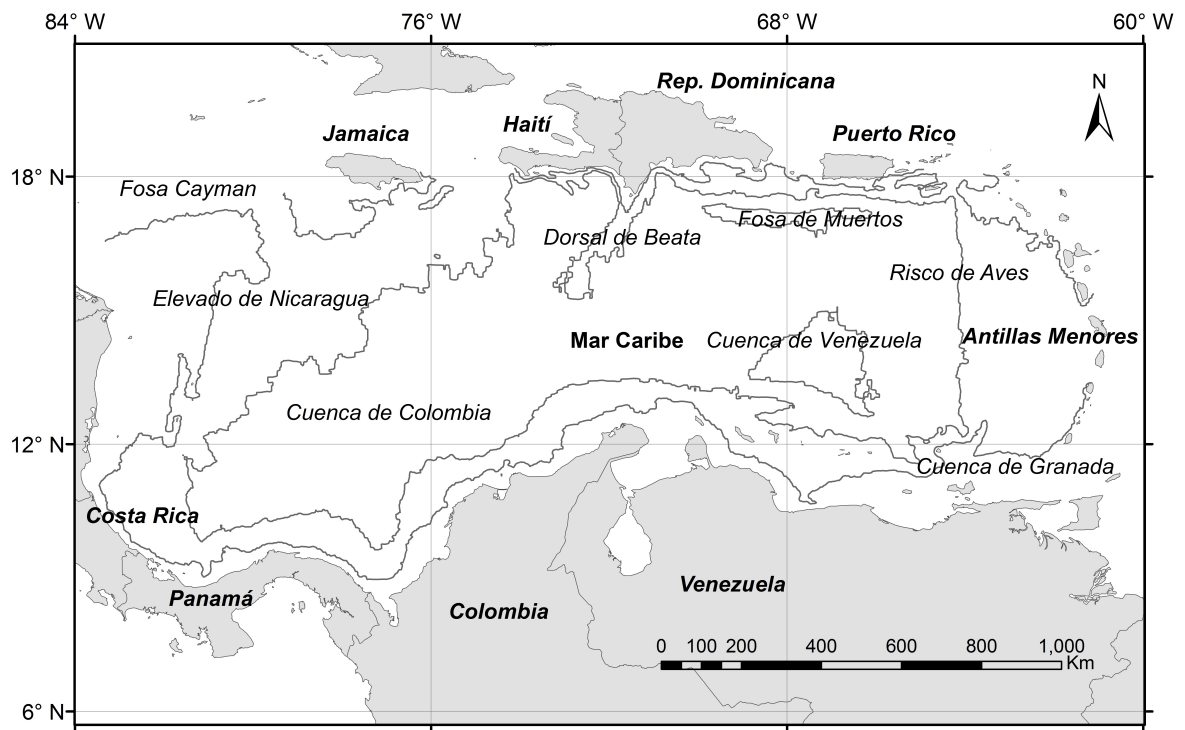 84° W 76° W 68° W 60° W
Rep. Dominicana
N
Haití
Jamaica
Puerto Rico
18° N
Fosa Cayman
Fosa de Muertos
Dorsal de Beata
Risco de Aves
Elevado de Nicaragua
Mar Caribe
Cuenca de Venezuela
Antillas Menores
Cuenca de Colombia
12° N
Cuenca de Granada
Costa Rica
Venezuela
Panamá
Colombia
0 100 200 400 600 800 1,000
Km
6° N